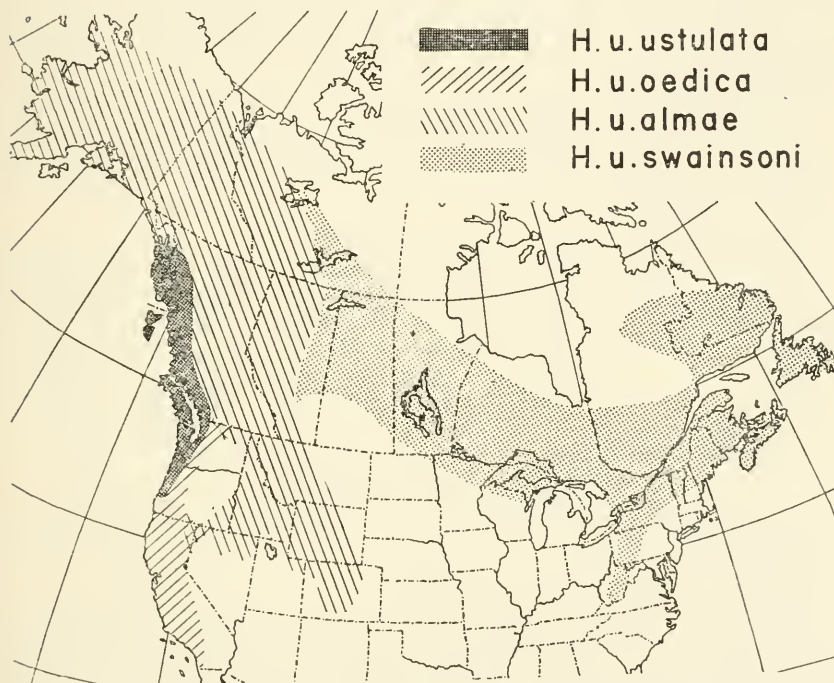 H. u. ustulata
H. u. oedica
H. u. almae
H. u. swainsoni